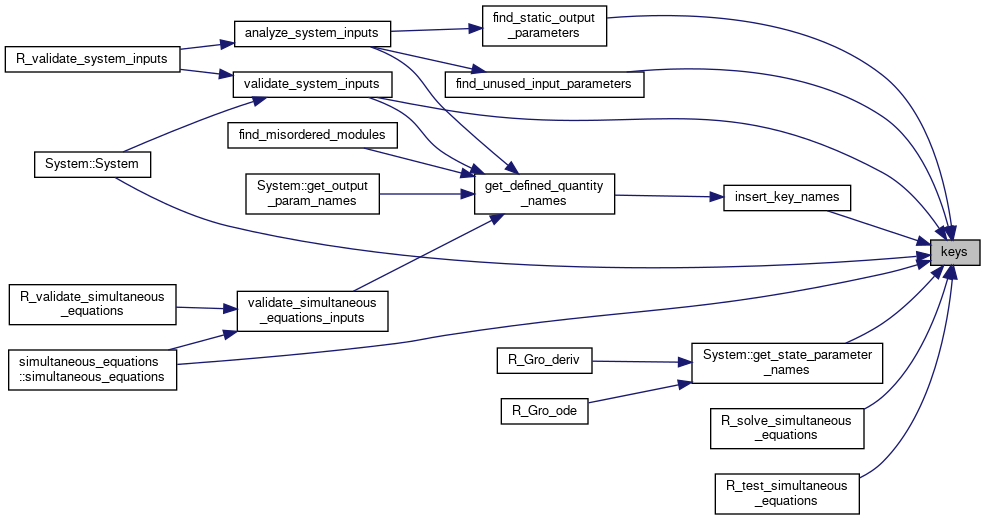 find_static_output
_parameters
analyze_system_inputs
R_validate_system_inputs
find_unused_input_parameters
validate_system_inputs
find_misordered_modules
System::System
System::get_output
_param_names
get_defined_quantity
_names
insert_key_names
keys
R_validate_simultaneous
_equations
validate_simultaneous
_equations_inputs
simultaneous_equations
::simultaneous_equations
R_Gro_deriv
System::get_state_parameter
_names
R_Gro_ode
R_solve_simultaneous
_equations
R_test_simultaneous
_equations